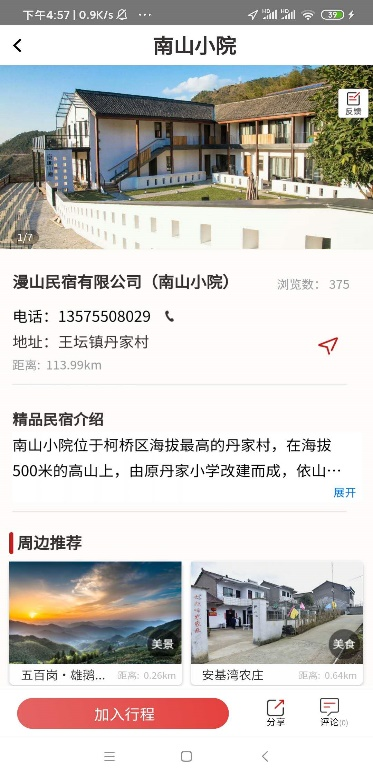 下午4:57 | 0.9K/s
HD HD 39
南山小院
反馈
1/7
漫山民宿有限公司（南山小院）
浏览数： 375
电话：13575508029
地址：王坛镇丹家村
距离：113.99km
精品民宿介绍
南山小院位于柯桥区海拔最高的丹家村，在海拔
500米的高山上，由原丹家小学改建而成，依山…
展开
周边推荐
美景
美食
五百岗·雄鹅...
距离：0.26km
安基湾农庄
距离：0.64km
加入行程
分享
评论(0)